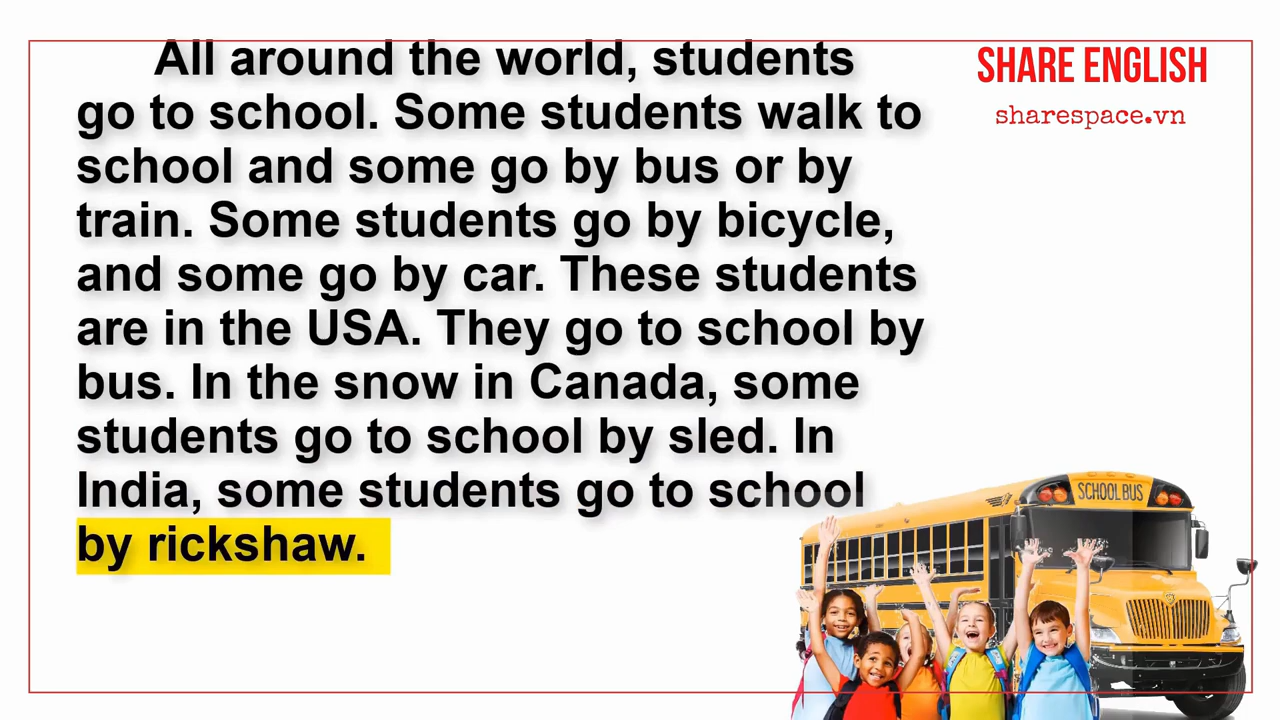 All around the world, students
go to school. Some students walk to
school and some go by bus or by
train. Some students go by bicycle,
and some go by car. These students
are in the USA. They go to school by
bus. In the snow in Canada, some
students go to school by sled. In
India, some students go to school
by rickshaw.
SHARE ENGLISH
sharespace.vn
SCHOOL BUS